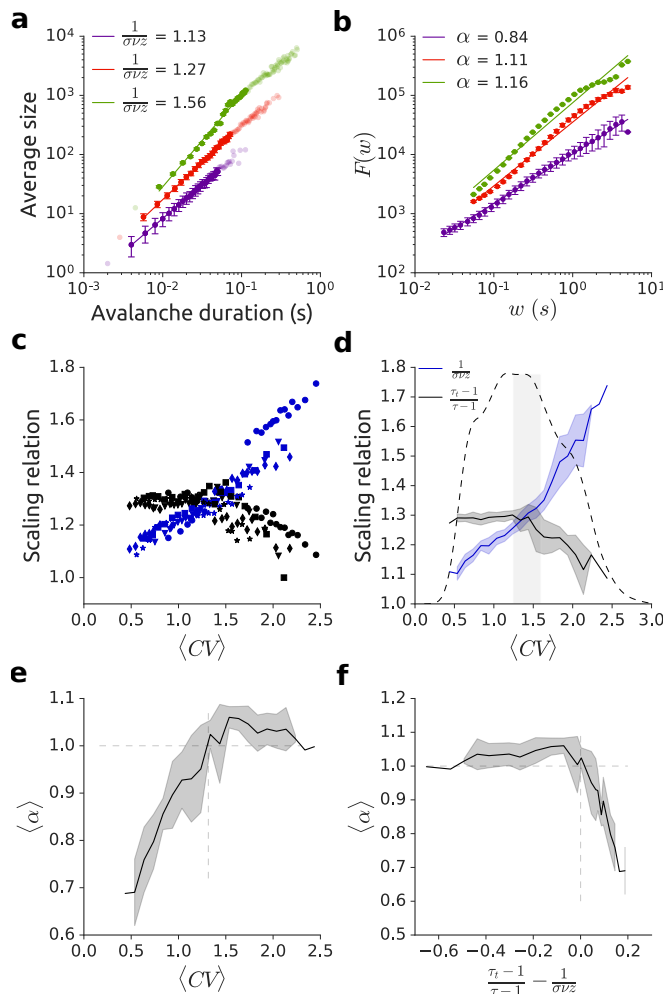 a
b
10⁴
10³
10²
10¹
10⁰
Average size
1/σνz = 1.13
1/σνz = 1.27
1/σνz = 1.56
10⁻³ 10⁻² 10⁻¹ 10⁰
Avalanche duration (s)
10⁶
10⁵
10⁴
10³
10²
F(w)
α = 0.84
α = 1.11
α = 1.16
10⁻² 10⁻¹ 10⁰ 10¹
w (s)
c
d
1.8
1.6
1.4
1.2
1.0
Scaling relation
0.0 0.5 1.0 1.5 2.0 2.5
⟨CV⟩
1.8
1.7
1.6
1.5
1.4
1.3
1.2
1.1
1.0
Scaling relation
1/σνz
τₜ−1/τ−1
0.0 0.5 1.0 1.5 2.0 2.5 3.0
⟨CV⟩
e
f
1.1
1.0
0.9
0.8
0.7
0.6
⟨α⟩
0.0 0.5 1.0 1.5 2.0 2.5
⟨CV⟩
1.2
1.1
1.0
0.9
0.8
0.7
0.6
0.5
⟨α⟩
−0.6 −0.4 −0.2 0.0 0.2
τₜ−1/τ−1 − 1/σνz